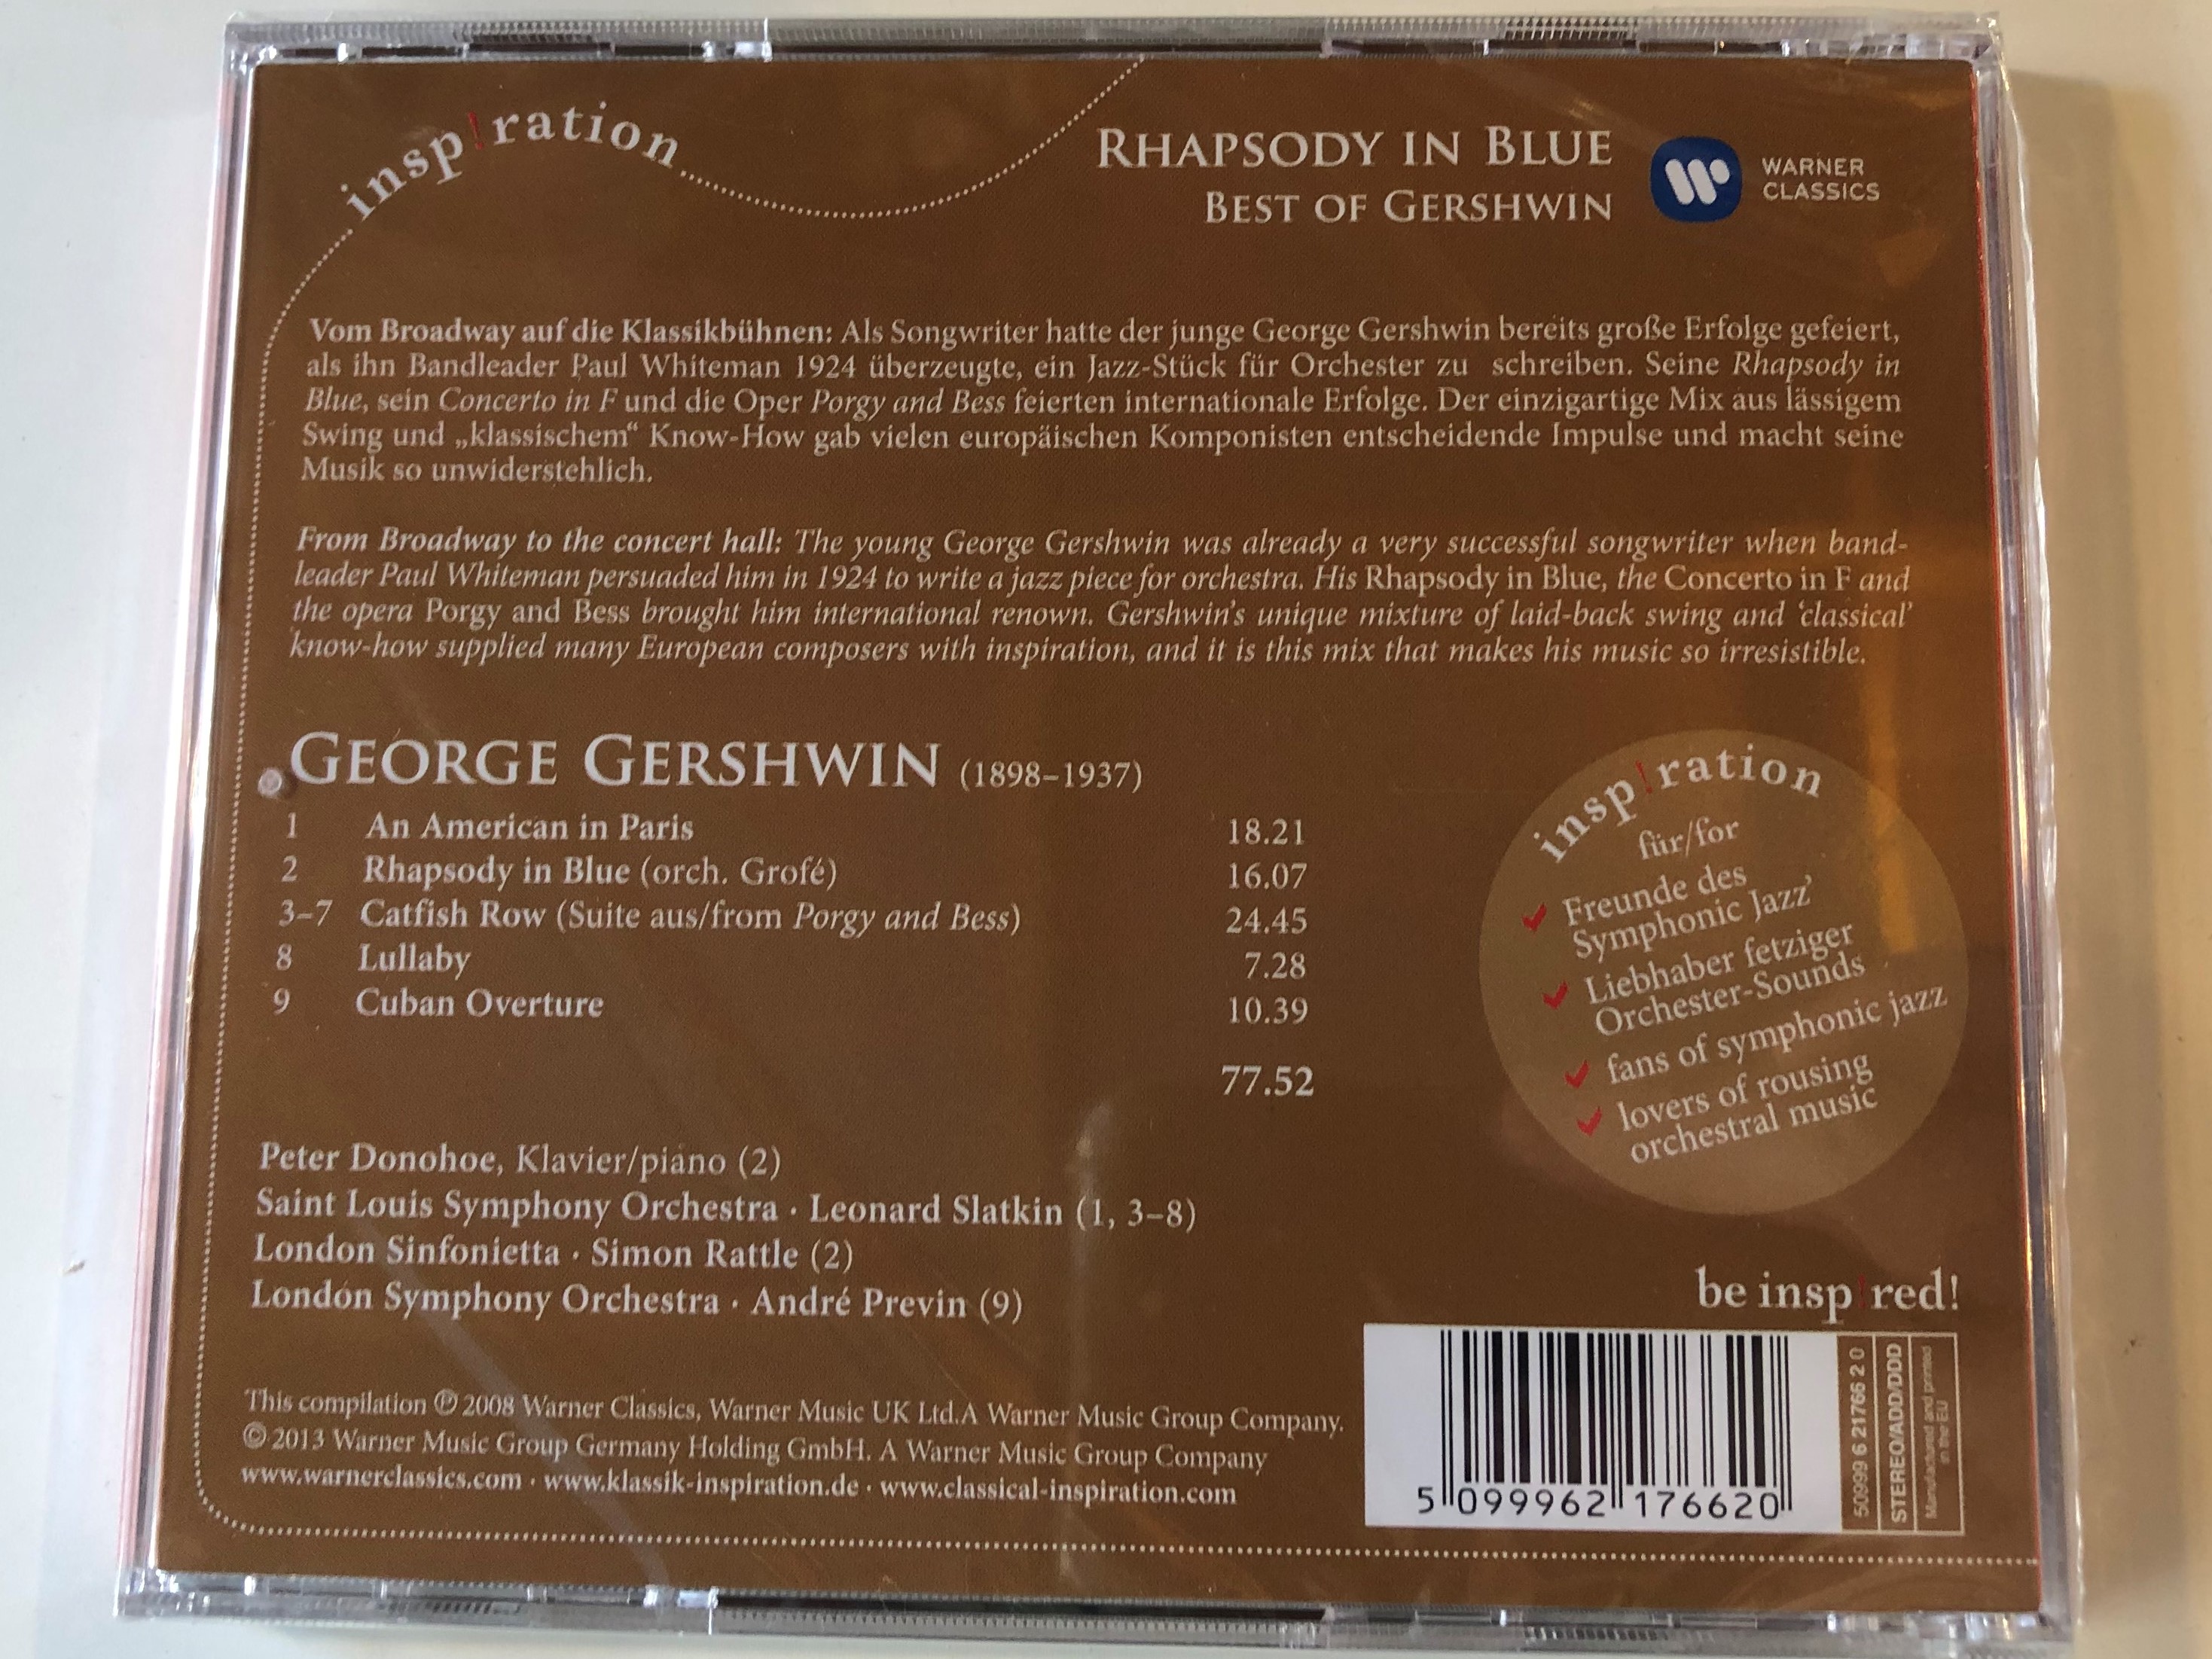 insp!ration
RHAPSODY IN BLUE
BEST OF GERSHWIN
WARNER
CLASSICS
Vom Broadway auf die Klassikbühnen: Als Songwriter hatte der junge George Gershwin bereits große Erfolge gefeiert,
als ihn Bandleader Paul Whiteman 1924 überzeugte, ein Jazz-Stück für Orchester zu schreiben. Seine Rhapsody in
Blue, sein Concerto in F und die Oper Porgy and Bess feierten internationale Erfolge. Der einzigartige Mix aus lässigem
Swing und „klassischem“ Know-How gab vielen europäischen Komponisten entscheidende Impulse und macht seine
Musik so unwiderstehlich.
From Broadway to the concert hall: The young George Gershwin was already a very successful songwriter when band-
leader Paul Whiteman persuaded him in 1924 to write a jazz piece for orchestra. His Rhapsody in Blue, the Concerto in F and
the opera Porgy and Bess brought him international renown. Gershwin's unique mixture of laid-back swing and ‘classical’
know-how supplied many European composers with inspiration, and it is this mix that makes his music so irresistible.
GEORGE GERSHWIN (1898–1937)
1 An American in Paris 18.21
2 Rhapsody in Blue (orch. Grofé) 16.07
3–7 Catfish Row (Suite aus/from Porgy and Bess) 24.45
8 Lullaby 7.28
9 Cuban Overture 10.39
77.52
insp!ration
für/for
Freunde des
Symphonic Jazz’
Liebhaber fetziger
Orchester-Sounds
fans of symphonic jazz
lovers of rousing
orchestral music
Peter Donohoe, Klavier/piano (2)
Saint Louis Symphony Orchestra · Leonard Slatkin (1, 3–8)
London Sinfonietta · Simon Rattle (2)
London Symphony Orchestra · André Previn (9)
be insp!red!
This compilation ℗ 2008 Warner Classics, Warner Music UK Ltd.A Warner Music Group Company.
© 2013 Warner Music Group Germany Holding GmbH. A Warner Music Group Company
www.warnerclassics.com · www.klassik-inspiration.de · www.classical-inspiration.com
5 099962 176620
50999 6 21766 2 0
STEREO/ADD/DDD
Manufactured and printed
in the EU